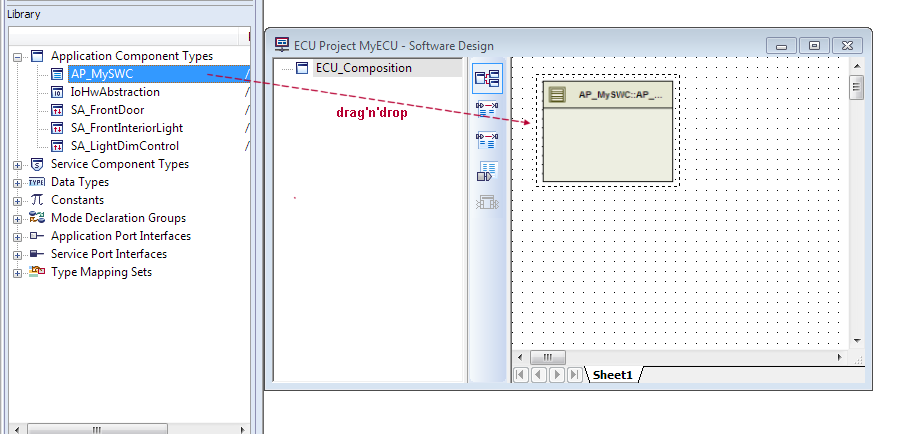 Library
Application Component Types
AP_MySWC
IoHwAbstraction
SA_FrontDoor
SA_FrontInteriorLight
SA_LightDimControl
Service Component Types
Data Types
Constants
Mode Declaration Groups
Application Port Interfaces
Service Port Interfaces
Type Mapping Sets
ECU Project MyECU - Software Design
ECU_Composition
drag'n'drop
AP_MySWC::AP_...
Sheet1